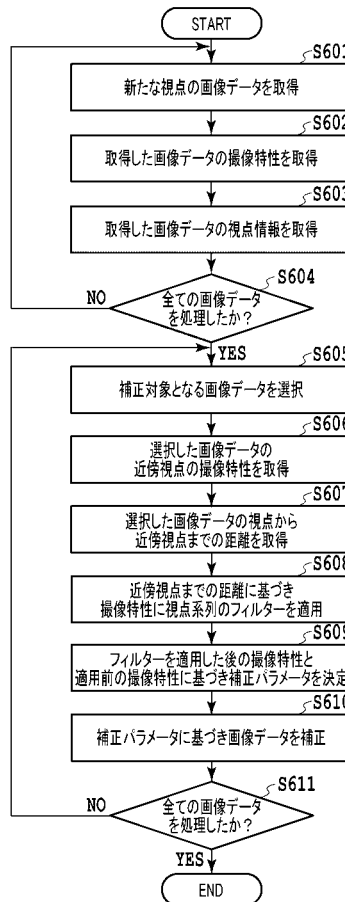 START
S601
新たな視点の画像データを取得
S602
取得した画像データの撮像特性を取得
S603
取得した画像データの視点情報を取得
S604
全ての画像データ
を処理したか?
NO
YES
S605
補正対象となる画像データを選択
S606
選択した画像データの
近傍視点の撮像特性を取得
S607
選択した画像データの視点から
近傍視点までの距離を取得
S608
近傍視点までの距離に基づき
撮像特性に視点系列のフィルターを適用
S609
フィルターを適用した後の撮像特性と
適用前の撮像特性に基づき補正パラメータを決定
S610
補正パラメータに基づき画像データを補正
S611
全ての画像データ
を処理したか?
NO
YES
END